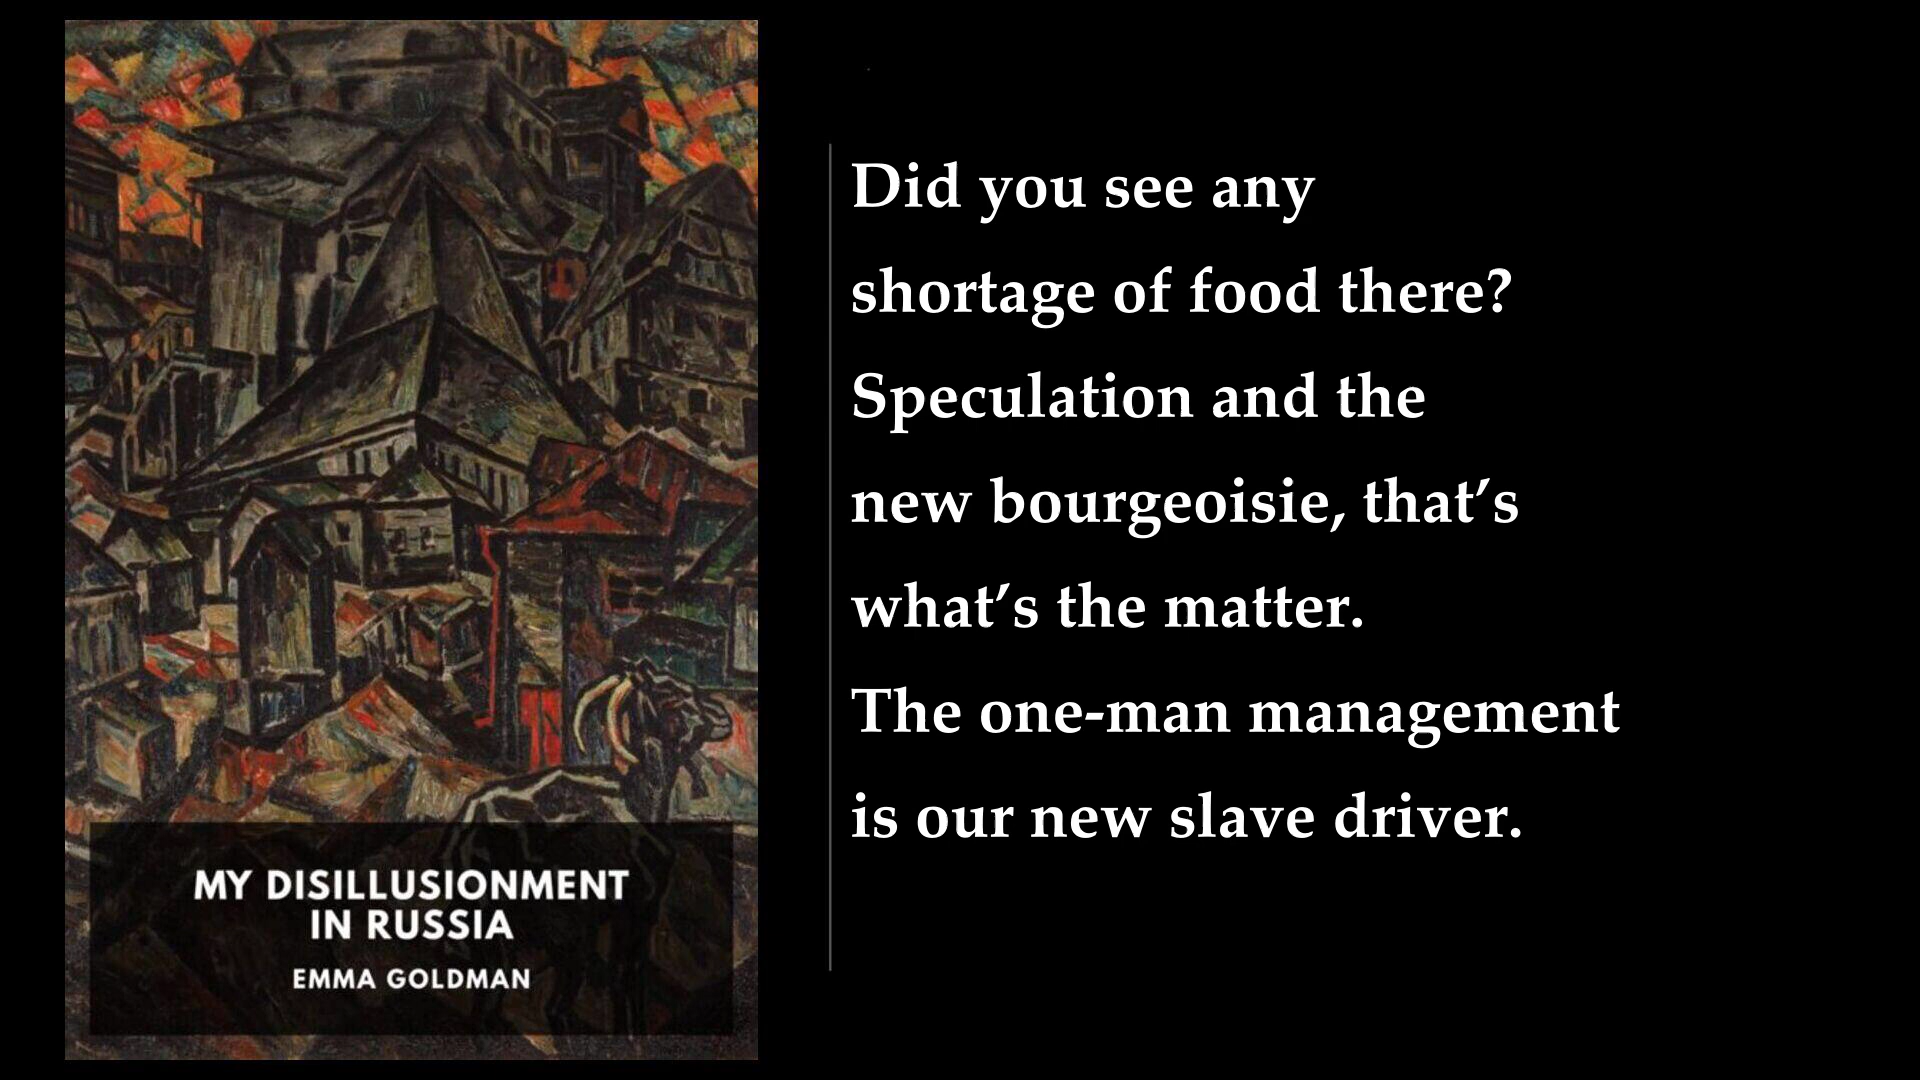 MY DISILLUSIONMENT
IN RUSSIA
EMMA GOLDMAN
Did you see any
shortage of food there?
Speculation and the
new bourgeoisie, that’s
what’s the matter.
The one-man management
is our new slave driver.